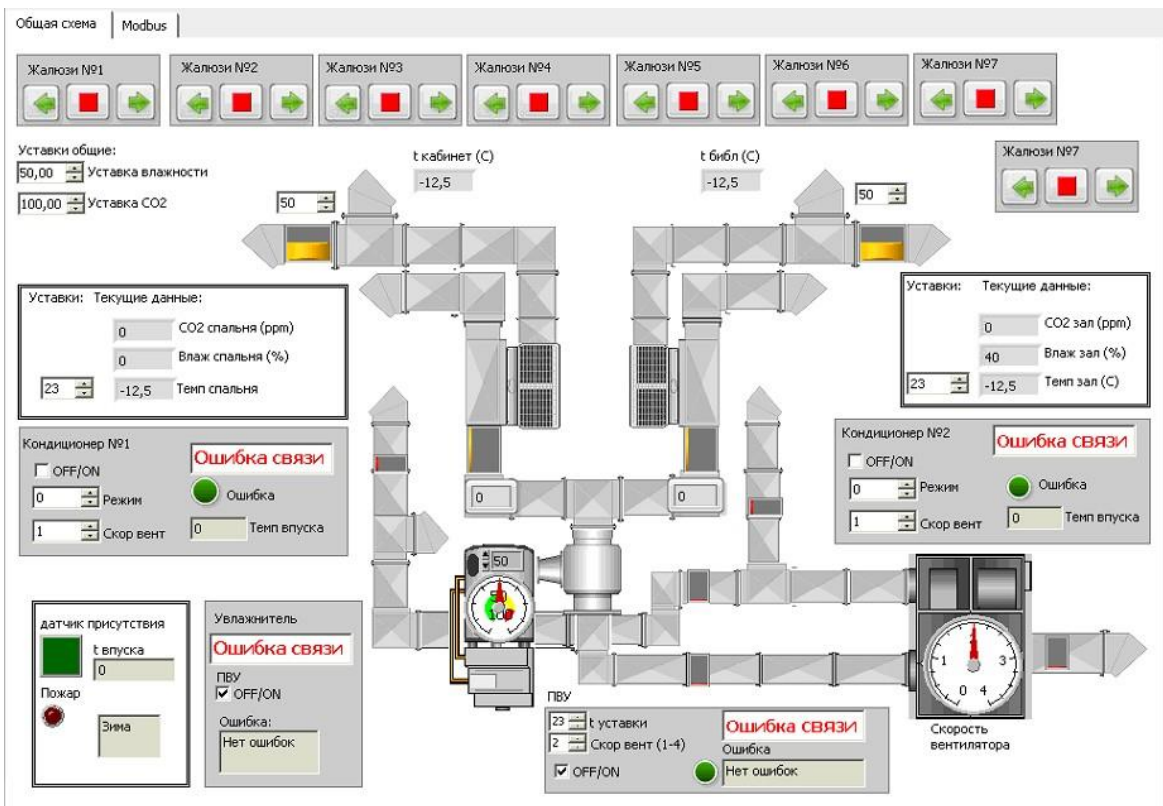 Общая схема Modbus
Жалюзи №1 Жалюзи №2 Жалюзи №3 Жалюзи №4 Жалюзи №5 Жалюзи №6 Жалюзи №7
Уставки общие:
50,00 Уставка влажности
100,00 Уставка CO2
50
t кабинет (C)
-12,5
t библ (C)
-12,5
50
Жалюзи №7
Уставки: Текущие данные:
0 CO2 спальня (ppm)
0 Влаж спальня (%)
23 -12,5 Темп спальня
Уставки: Текущие данные:
0 CO2 зал (ppm)
40 Влаж зал (%)
23 -12,5 Темп зал (C)
Кондиционер №1
Ошибка связи
OFF/ON
0 Режим
Ошибка
1 Скор вент
0 Темп впуска
0
0
Кондиционер №2
Ошибка связи
OFF/ON
0 Режим
Ошибка
1 Скор вент
0 Темп впуска
50
50
100
датчик присутствия
t впуска
0
Пожар
Зима
Увлажнитель
Ошибка связи
ПВУ
OFF/ON
Ошибка:
Нет ошибок
ПВУ
23 t уставки
2 Скор вент (1-4)
OFF/ON
Ошибка связи
Ошибка
Нет ошибок
1 3
0 4
Скорость
вентилятора